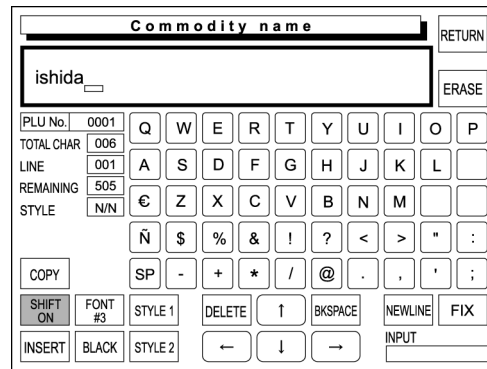 Commodity name
RETURN
ishida_
ERASE
PLU No. 0001
TOTAL CHAR 006
LINE 001
REMAINING 505
STYLE N/N
Q W E R T Y U I O P
A S D F G H J K L
€ Z X C V B N M
Ñ $ % & ! ? < > " :
COPY
SP - + * / @ . , ' ;
SHIFT ON
FONT #3
STYLE 1
DELETE ↑ BKSPACE
NEWLINE FIX
INSERT BLACK STYLE 2
← ↓ →
INPUT